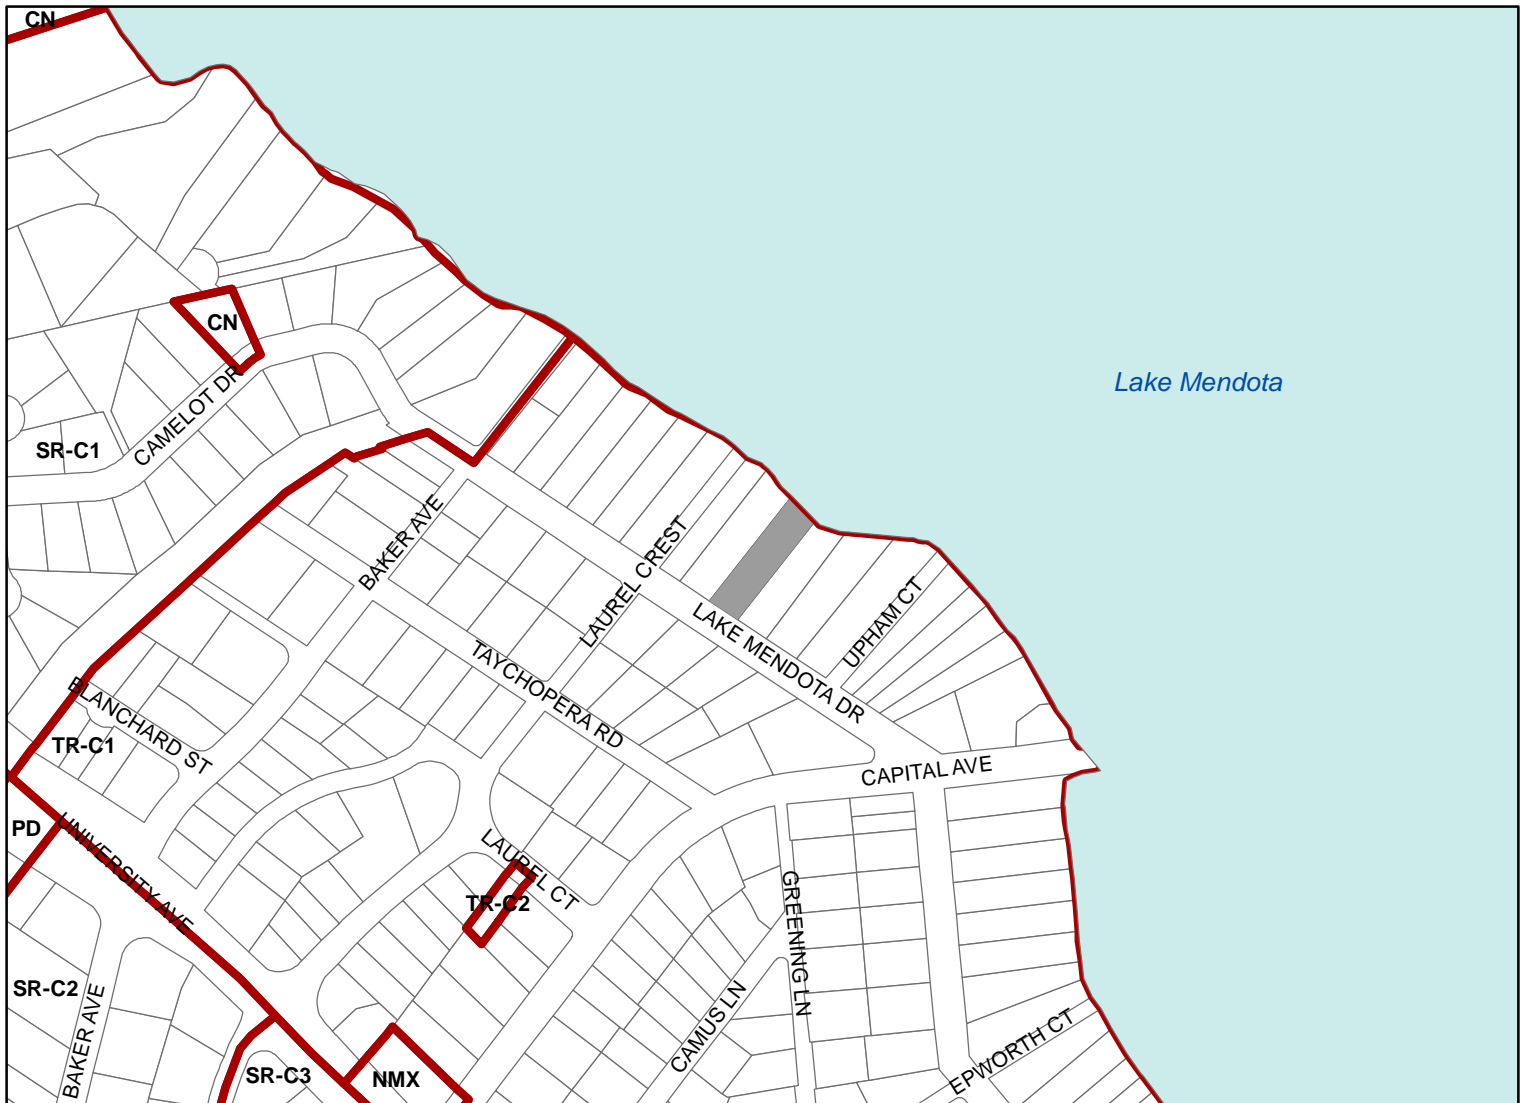 CN
CN
Lake Mendota
CAMELOT DR
SR-C1
BAKER AVE
LAUREL CREST
UPHAM CT
LAKE MENDOTA DR
TAYCHOPERA RD
BLANCHARD ST
TR-C1
CAPITAL AVE
PD
UNIVERSITY AVE
LAUREL CT
TR-C2
GREENING LN
SR-C2
BAKER AVE
CAMUS LN
EPWORTH CT
SR-C3
NMX